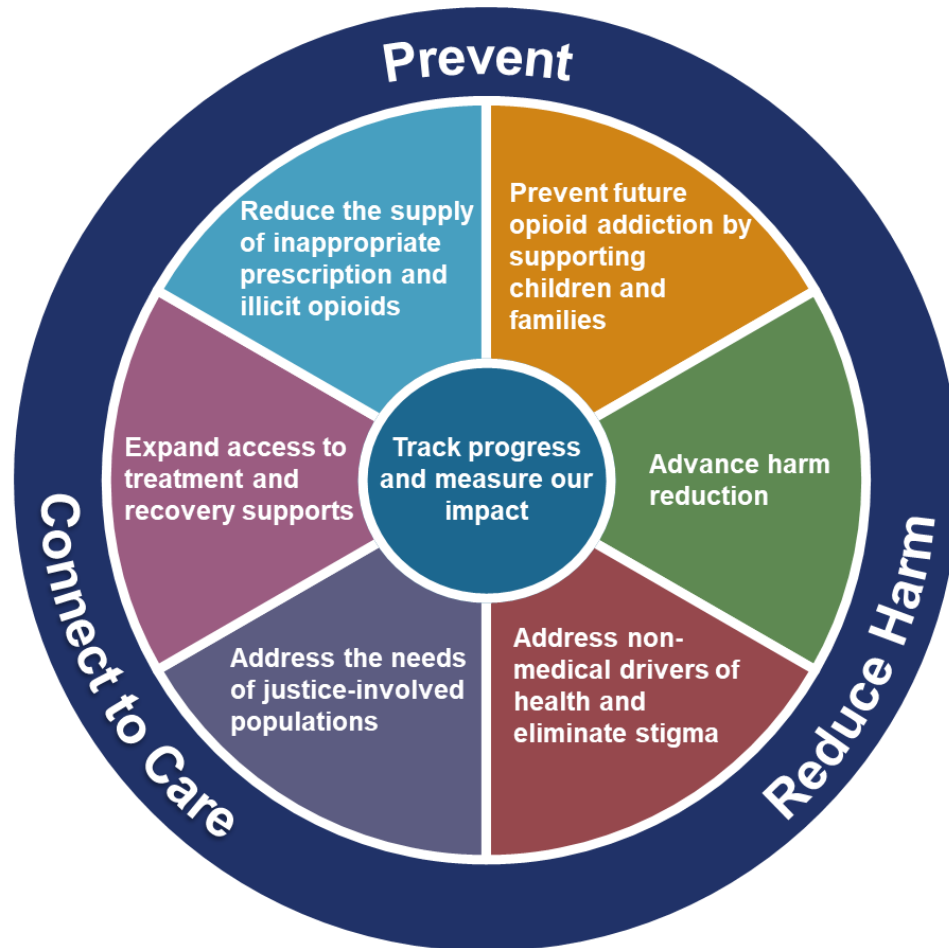 Prevent
Reduce the supply
of inappropriate
prescription and
illicit opioids
Prevent future
opioid addiction by
supporting
children and
families
Expand access to
treatment and
recovery supports
Track progress
and measure our
impact
Advance harm
reduction
Address the needs
of justice-involved
populations
Address non-
medical drivers of
health and
eliminate stigma
Connect to Care
Reduce Harm